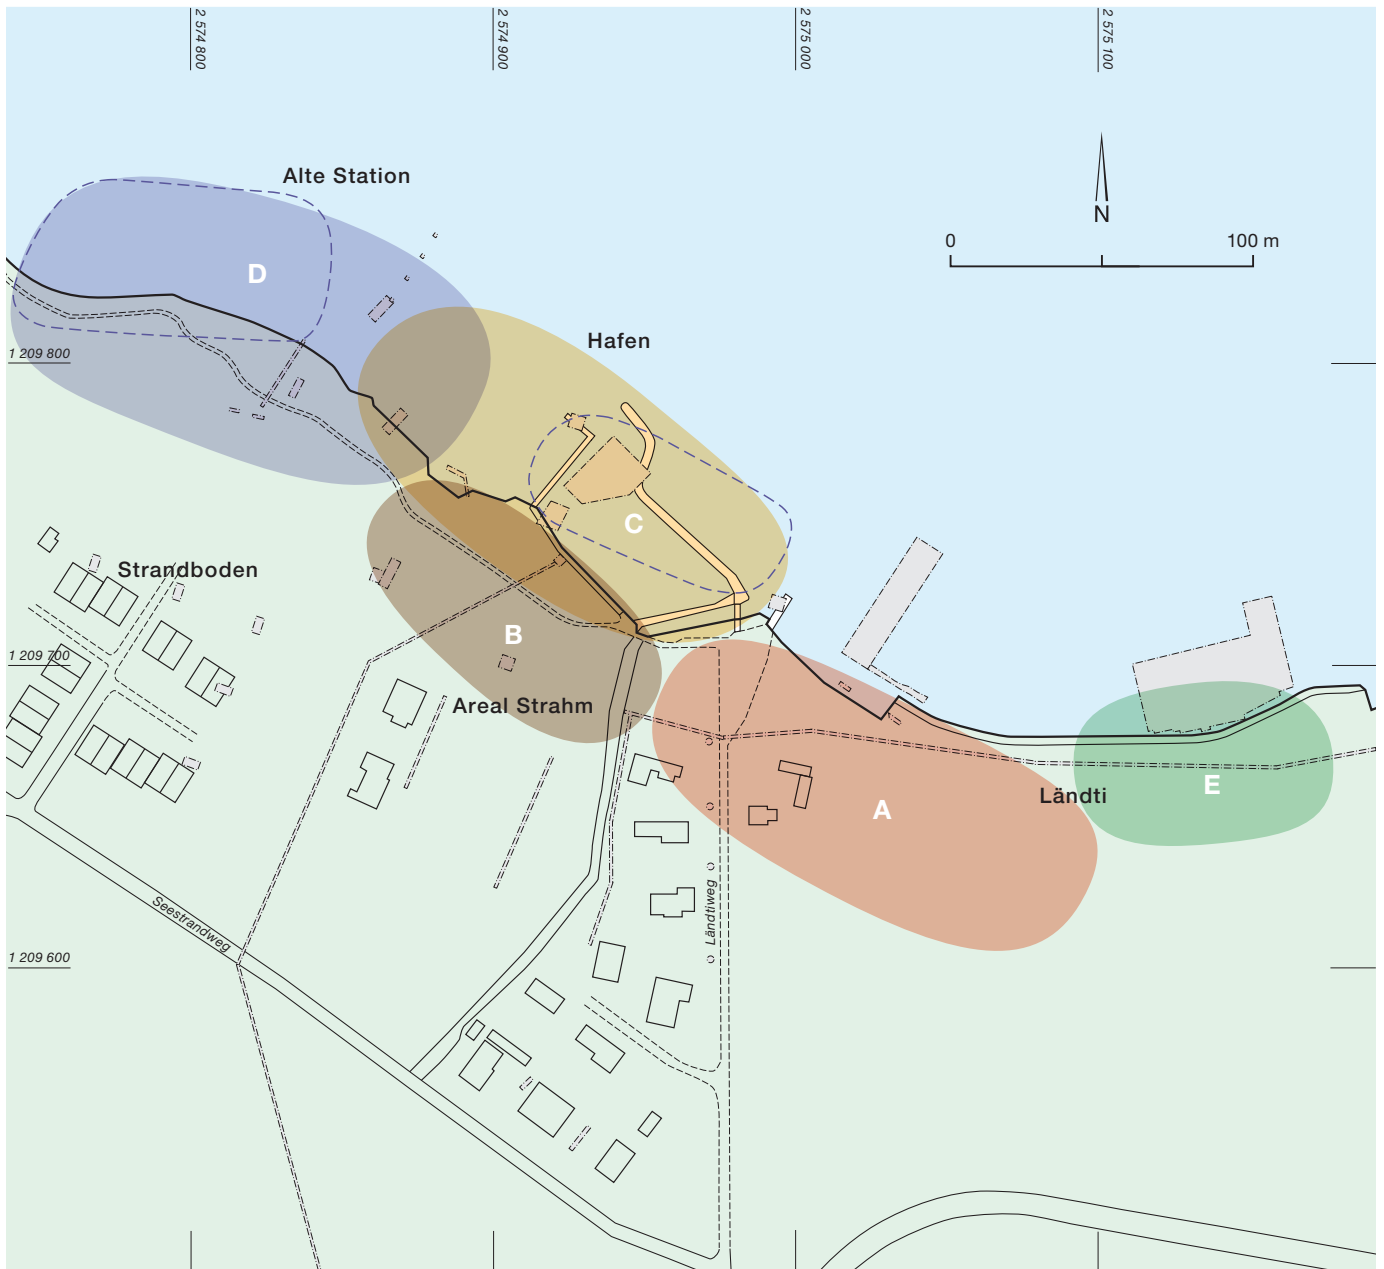 2 574 800
2 574 900
2 575 000
2 575 100
Alte Station
N
0
100 m
D
Hafen
1 209 800
C
Strandboden
B
1 209 700
Areal Strahm
Ländti
E
A
Seestrandweg
Ländtiweg
1 209 600